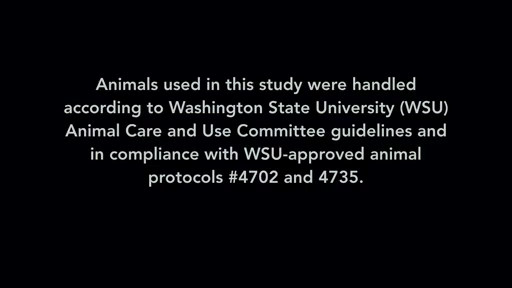 Animals used in this study were handled
according to Washington State University (WSU)
Animal Care and Use Committee guidelines and
in compliance with WSU-approved animal
protocols #4702 and 4735.